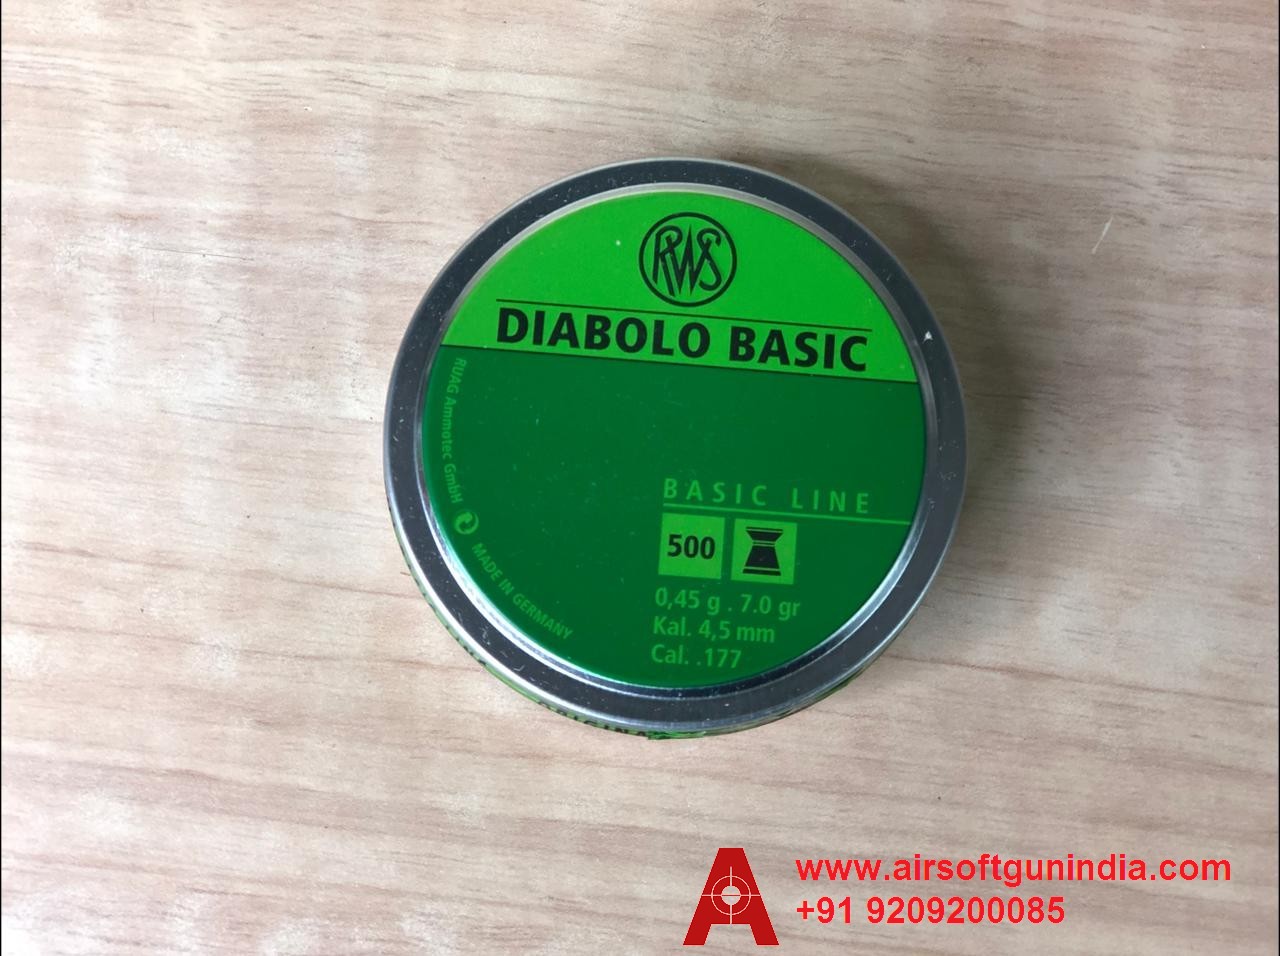 RWS
DIABOLO BASIC
RUAG Ammotec GmbH
MADE IN GERMANY
BASIC LINE
500
0,45 g . 7.0 gr
Kal. 4,5 mm
Cal. .177
www.airsoftgunindia.com
+91 9209200085